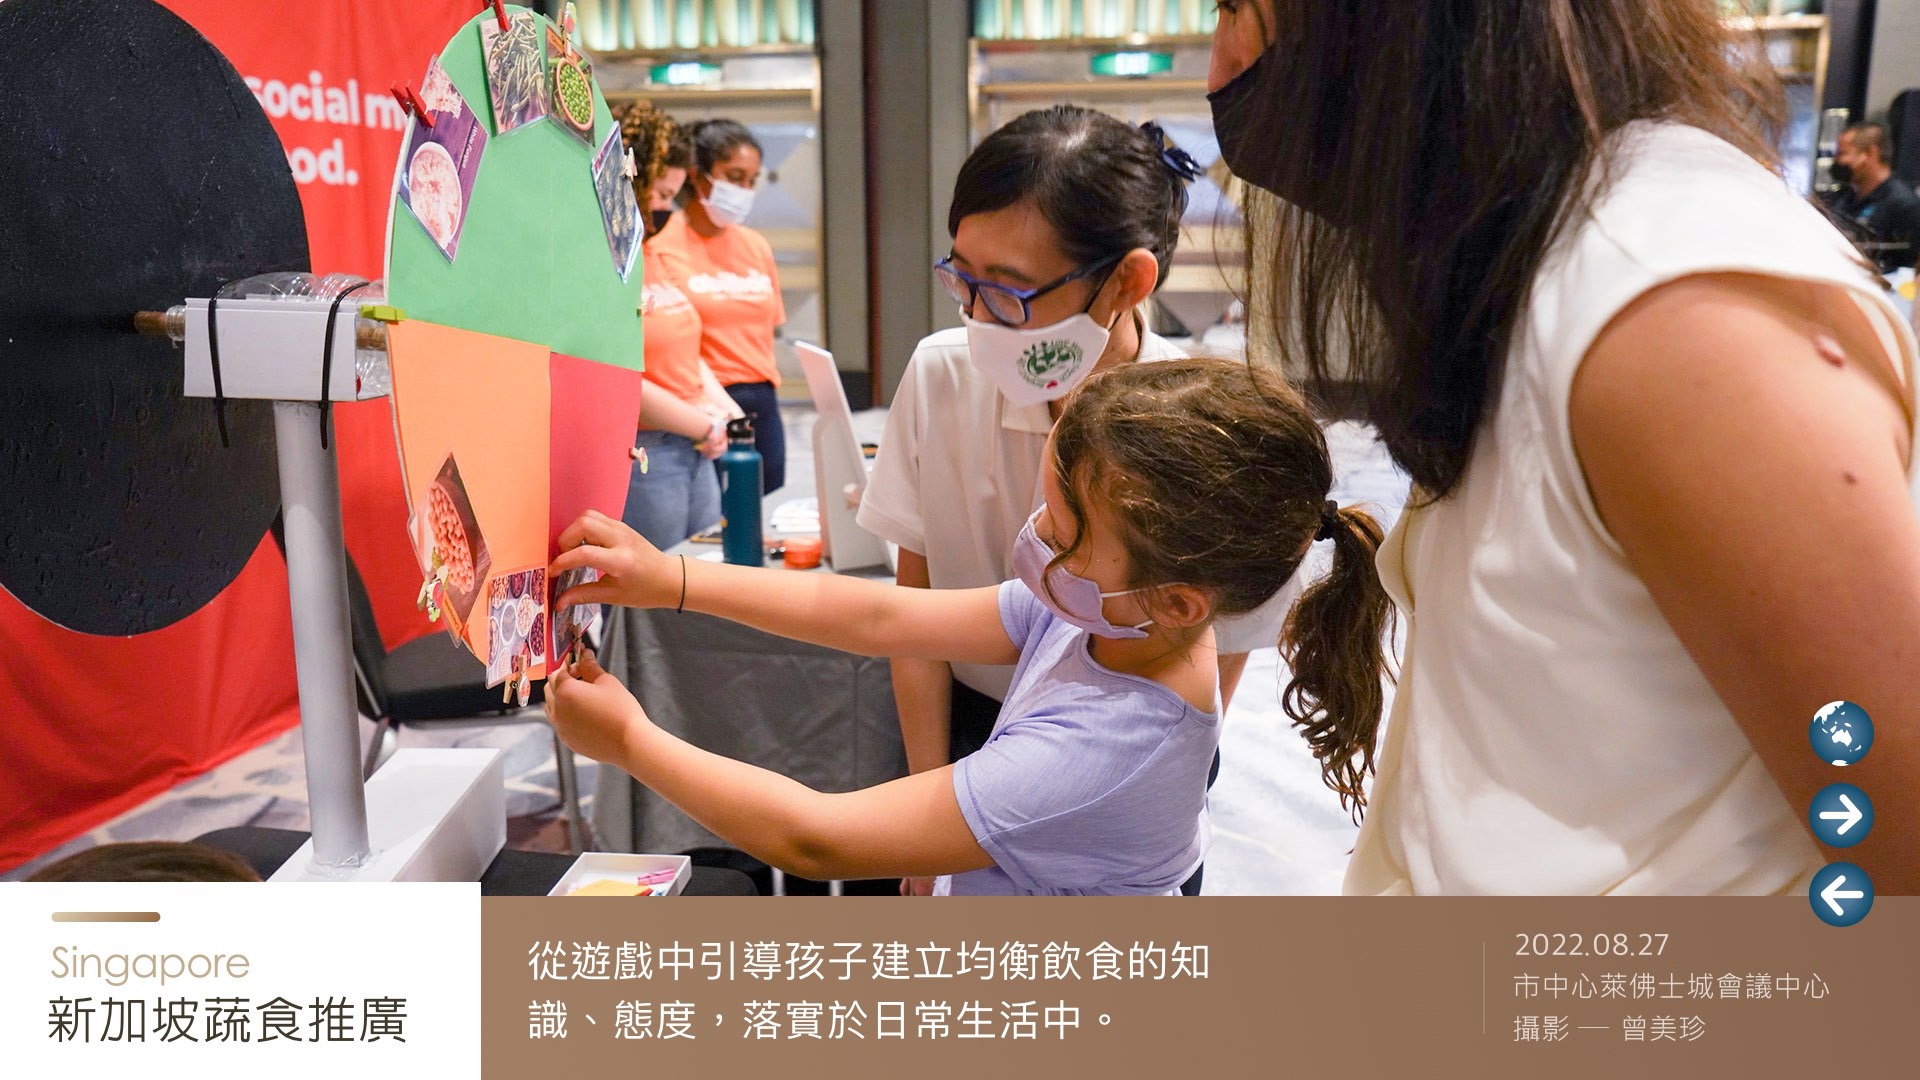 social m
od.
EXIT
EXIT
Singapore
新加坡蔬食推廣
從遊戲中引導孩子建立均衡飲食的知
識、態度，落實於日常生活中。
2022.08.27
市中心萊佛士城會議中心
攝影 — 曾美珍